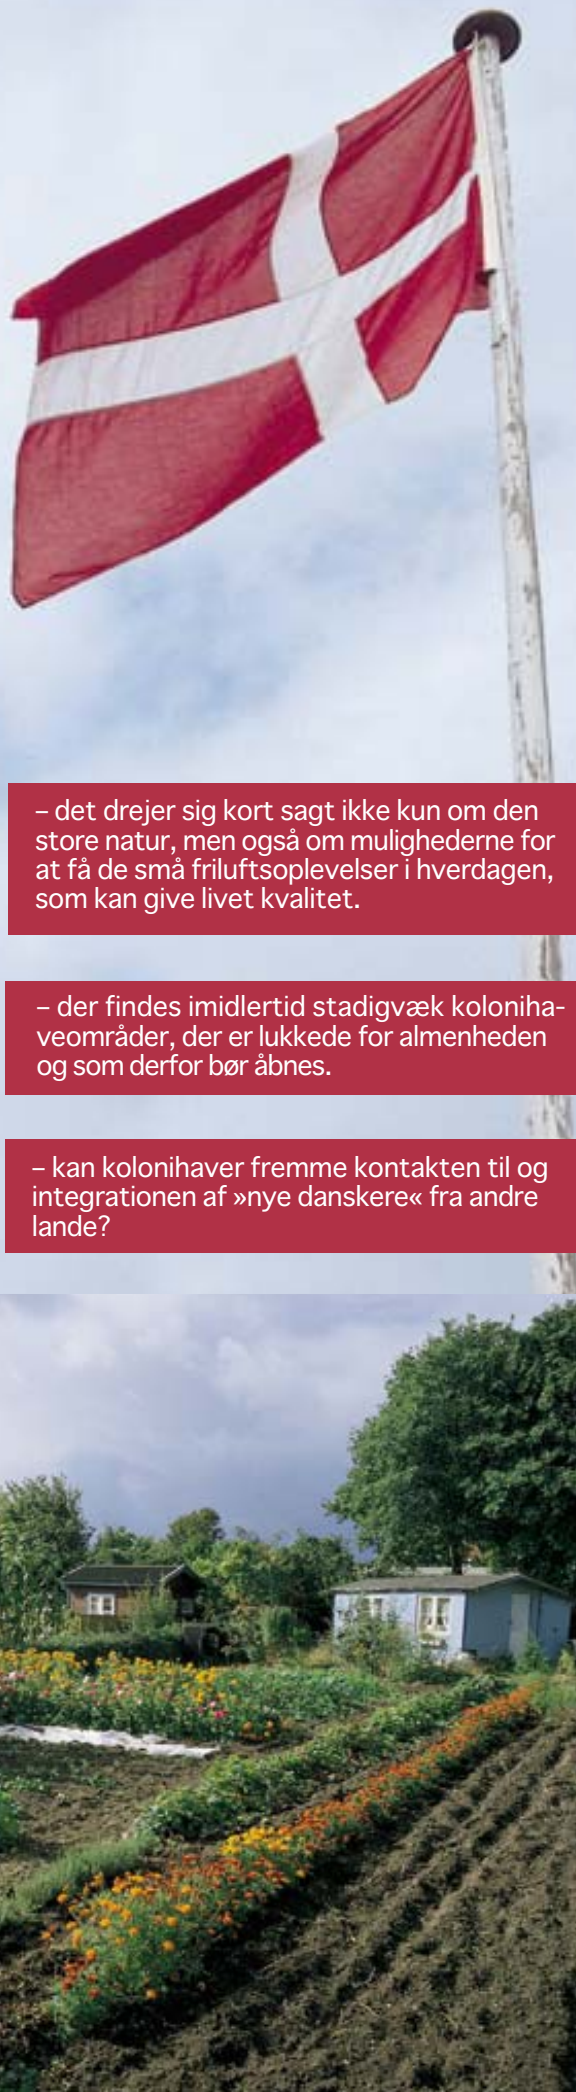 – det drejer sig kort sagt ikke kun om den
store natur, men også om mulighederne for
at få de små friluftsoplevelser i hverdagen,
som kan give livet kvalitet.
– der findes imidlertid stadigvæk koloniha-
veområder, der er lukkede for almenheden
og som derfor bør åbnes.
– kan kolonihaver fremme kontakten til og
integrationen af »nye danskere« fra andre
lande?